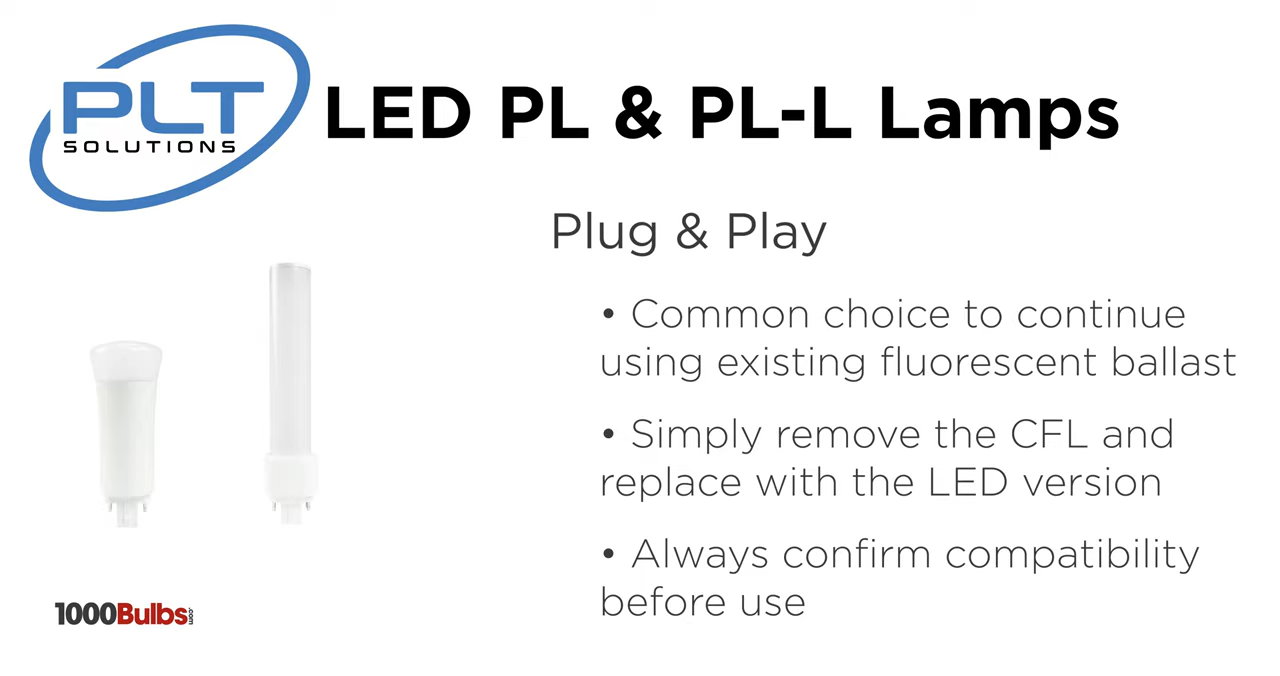 PLT
SOLUTIONS
LED PL & PL-L Lamps
Plug & Play
• Common choice to continue
using existing fluorescent ballast
• Simply remove the CFL and
replace with the LED version
• Always confirm compatibility
before use
1000Bulbs.com